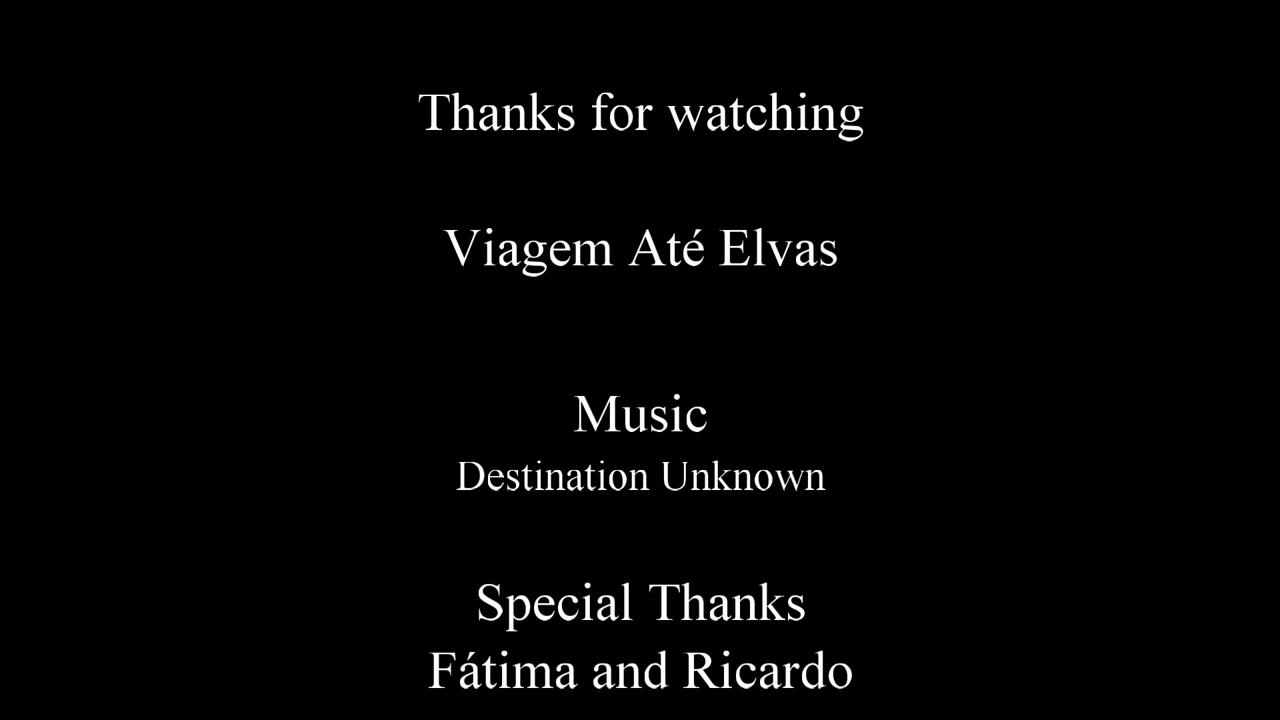 Thanks for watching
Viagem Até Elvas
Music
Destination Unknown
Special Thanks
Fátima and Ricardo